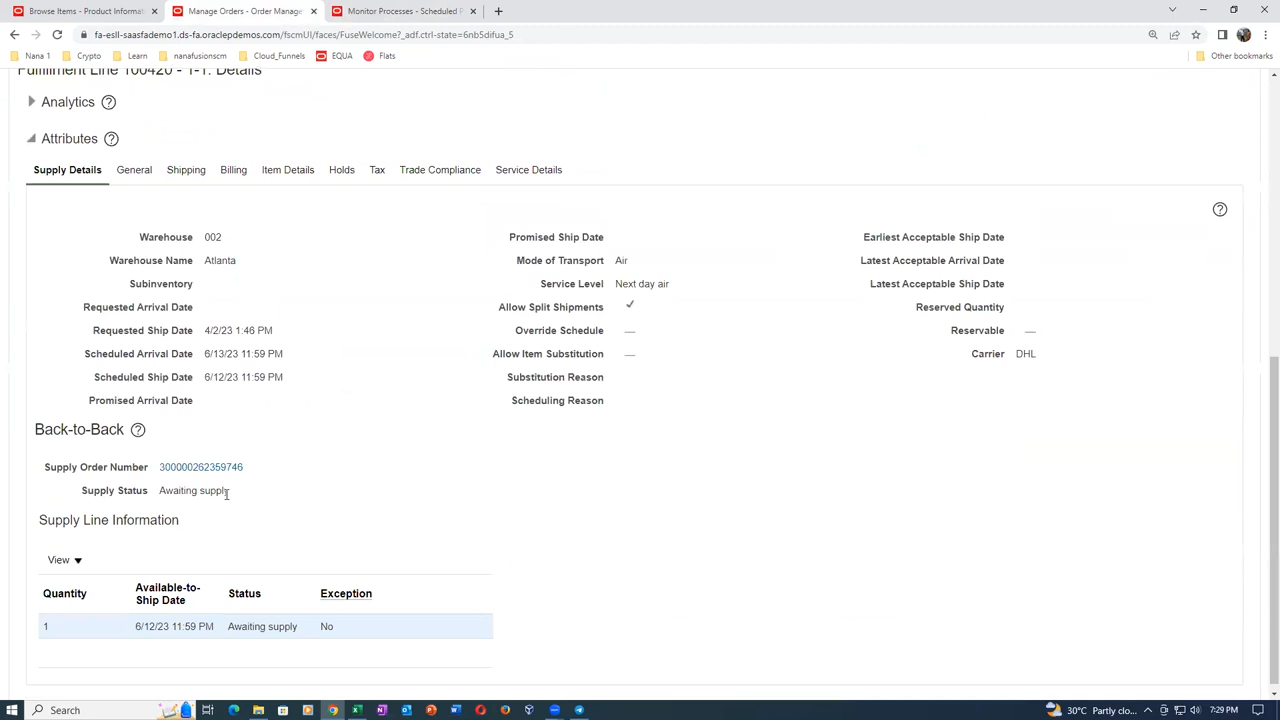 Browse Items - Product Informat
Manage Orders - Order Manage
Monitor Processes - Scheduled P
fa-esll-saasfademo1.ds-fa.oraclepdemos.com/fscmUI/faces/FuseWelcome?_adf.ctrl-state=6nb5difua_5
Nana 1
Crypto
Learn
nanafusionscm
Cloud_Funnels
EQUA
Flats
Other bookmarks
Fulfillment Line 100420 - 1-1: Details
Analytics
Attributes
Supply Details
General
Shipping
Billing
Item Details
Holds
Tax
Trade Compliance
Service Details
Warehouse 002
Warehouse Name Atlanta
Subinventory
Requested Arrival Date
Requested Ship Date 4/2/23 1:46 PM
Scheduled Arrival Date 6/13/23 11:59 PM
Scheduled Ship Date 6/12/23 11:59 PM
Promised Arrival Date
Promised Ship Date
Mode of Transport Air
Service Level Next day air
Allow Split Shipments
Override Schedule
Allow Item Substitution
Substitution Reason
Scheduling Reason
Earliest Acceptable Ship Date
Latest Acceptable Arrival Date
Latest Acceptable Ship Date
Reserved Quantity
Reservable
Carrier DHL
Back-to-Back
Supply Order Number 300000262359746
Supply Status Awaiting supply
Supply Line Information
View
Quantity Available-to-Ship Date Status Exception
1 6/12/23 11:59 PM Awaiting supply No
Search
30°C Partly clo...
7:29 PM